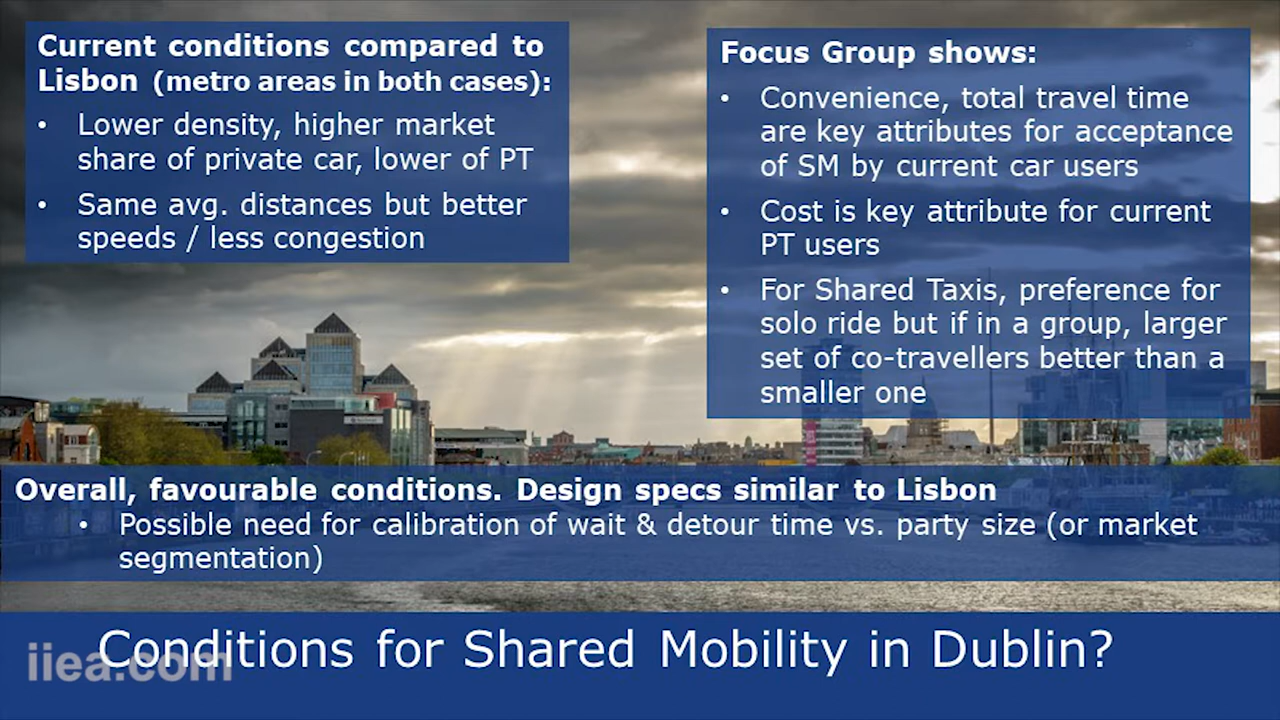 Current conditions compared to
Lisbon (metro areas in both cases):
• Lower density, higher market
share of private car, lower of PT
• Same avg. distances but better
speeds / less congestion
Focus Group shows:
• Convenience, total travel time
are key attributes for acceptance
of SM by current car users
• Cost is key attribute for current
PT users
• For Shared Taxis, preference for
solo ride but if in a group, larger
set of co-travellers better than a
smaller one
Overall, favourable conditions. Design specs similar to Lisbon
• Possible need for calibration of wait & detour time vs. party size (or market
segmentation)
Conditions for Shared Mobility in Dublin?
iiea.com